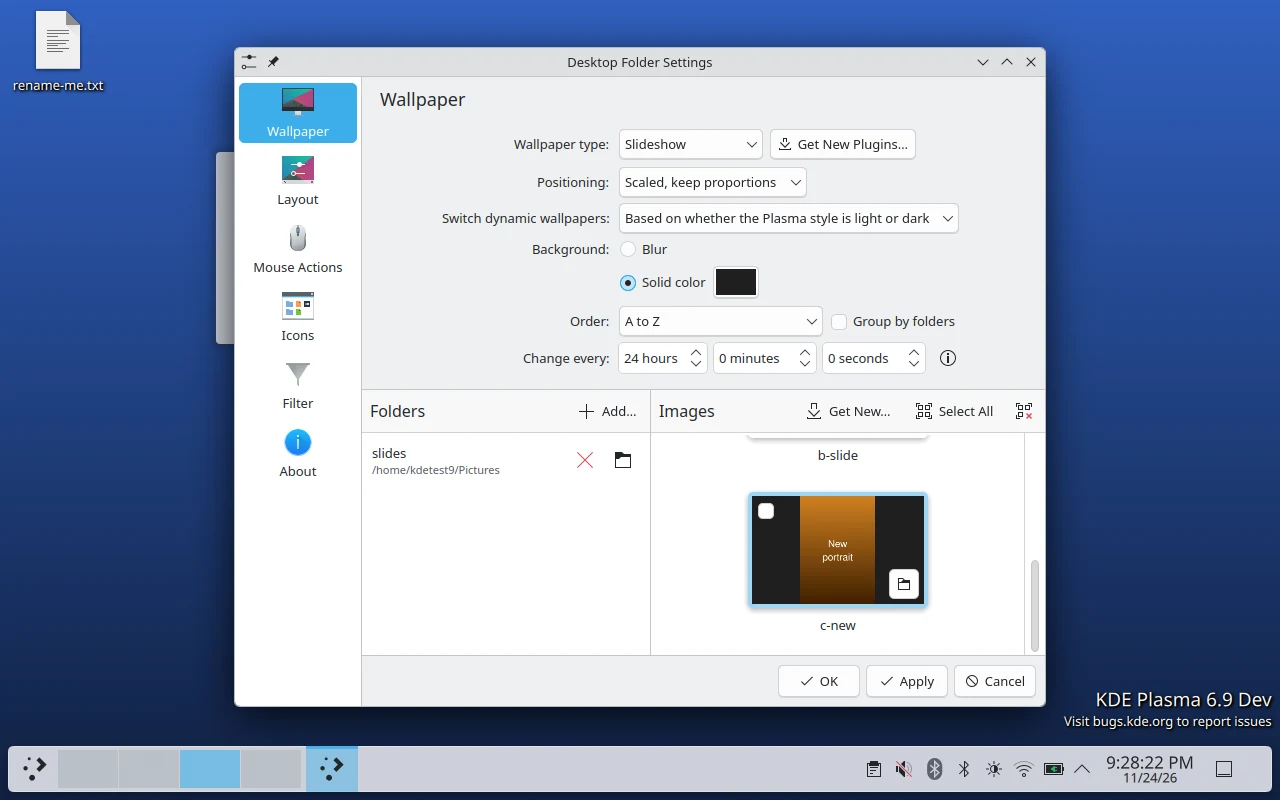 rename-me.txt
Desktop Folder Settings
Wallpaper
Layout
Mouse Actions
Icons
Filter
About
Wallpaper
Wallpaper type: Slideshow Get New Plugins...
Positioning: Scaled, keep proportions
Switch dynamic wallpapers: Based on whether the Plasma style is light or dark
Background: Blur
Solid color
Order: A to Z Group by folders
Change every: 24 hours 0 minutes 0 seconds
Folders Add...
slides
/home/kdetest9/Pictures
Images Get New... Select All
b-slide
New
portrait
c-new
OK Apply Cancel
KDE Plasma 6.9 Dev
Visit bugs.kde.org to report issues
9:28:22 PM
11/24/26